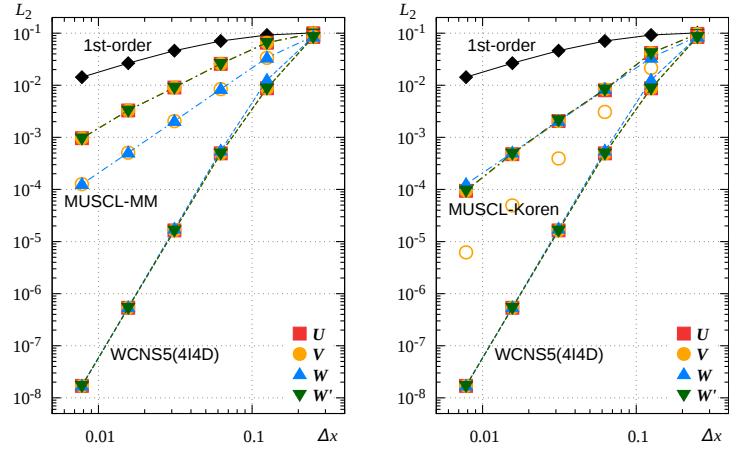 L2
10-1
10-2
10-3
10-4
10-5
10-6
10-7
10-8
1st-order
MUSCL-MM
WCNS5(4I4D)
U
V
W
W'
0.01
0.1
Δx
L2
10-1
10-2
10-3
10-4
10-5
10-6
10-7
10-8
1st-order
MUSCL-Koren
WCNS5(4I4D)
U
V
W
W'
0.01
0.1
Δx